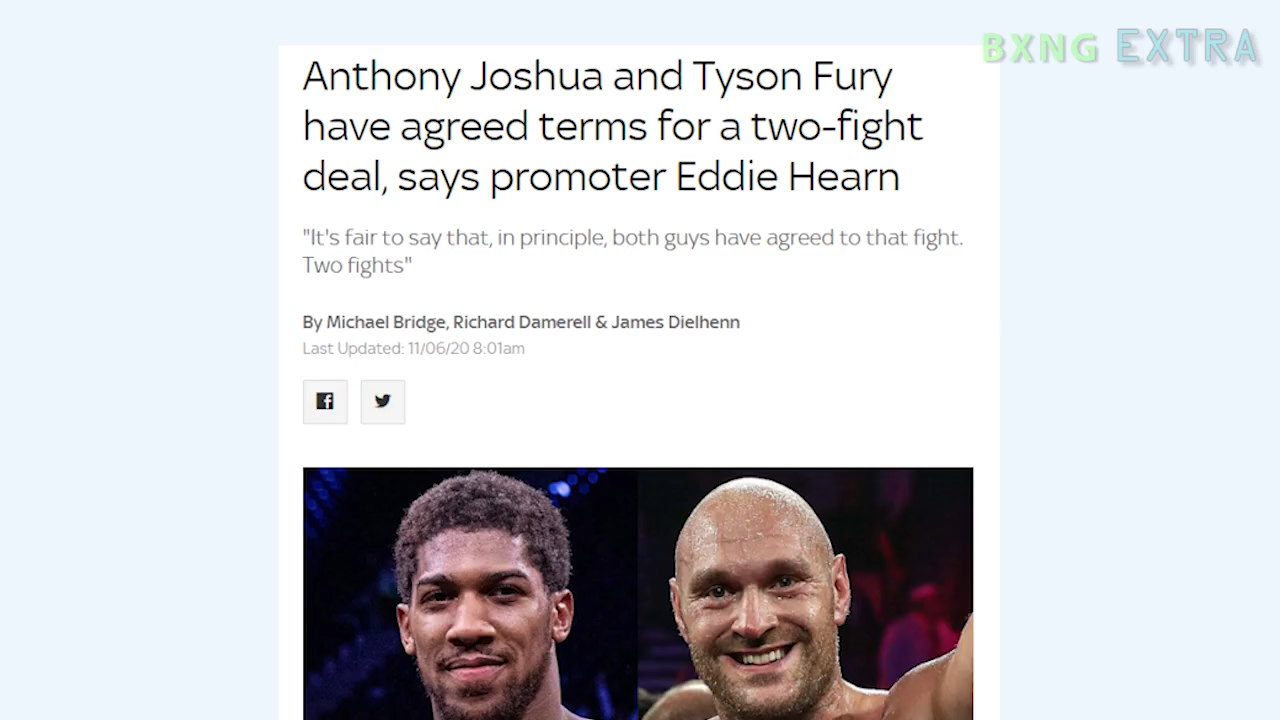 BXNG EXTRA
Anthony Joshua and Tyson Fury
have agreed terms for a two-fight
deal, says promoter Eddie Hearn
"It's fair to say that, in principle, both guys have agreed to that fight.
Two fights"
By Michael Bridge, Richard Damerell & James Dielhenn
Last Updated: 11/06/20 8:01am